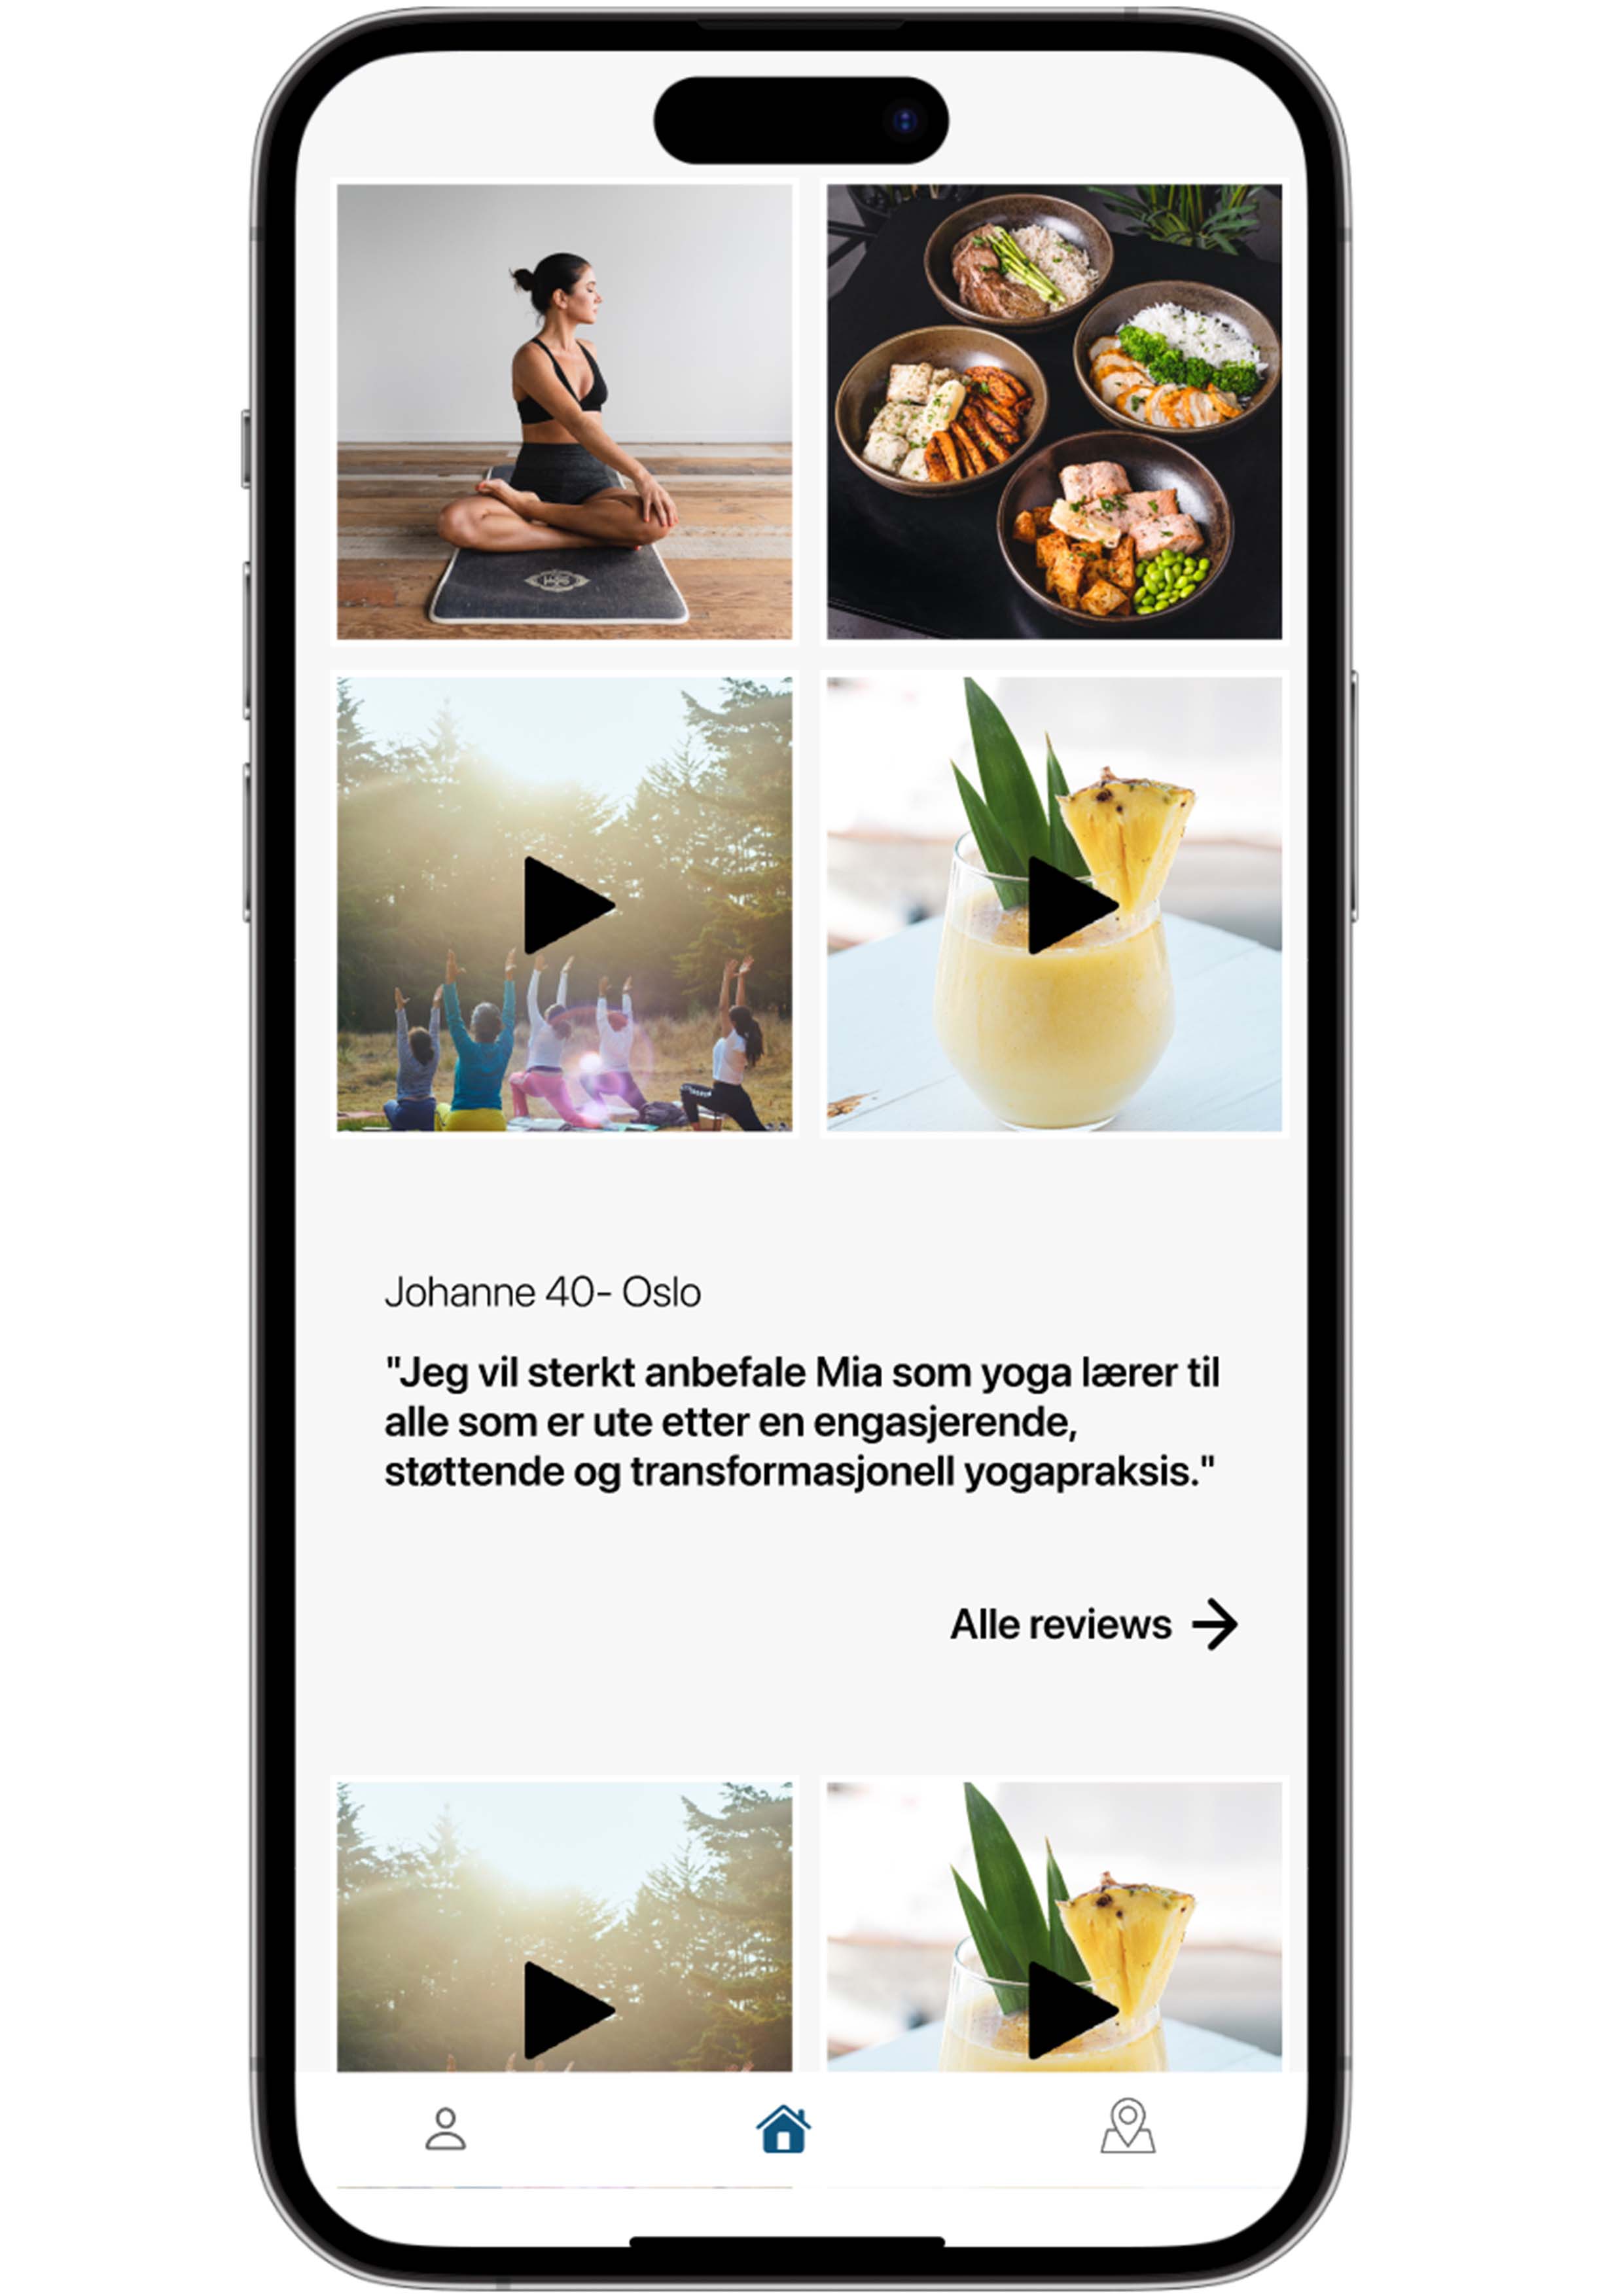 Johanne 40- Oslo
"Jeg vil sterkt anbefale Mia som yoga lærer til
alle som er ute etter en engasjerende,
støttende og transformasjonell yogapraksis."
Alle reviews